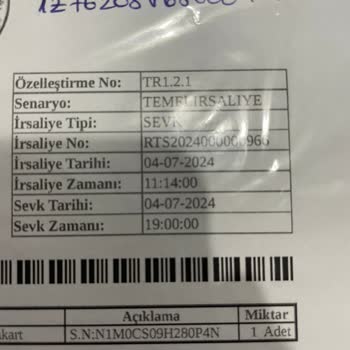 Özelleştirme No: TR1.2.1
Senaryo: TEMELIRSALIYE
İrsaliye Tipi: SEVK
İrsaliye No: RTS2024000000966
İrsaliye Tarihi: 04-07-2024
İrsaliye Zamanı: 11:14:00
Sevk Tarihi: 04-07-2024
Sevk Zamanı: 19:00:00
Açıklama Miktar
kart S.N:N1M0CS09H280P4N 1 Adet